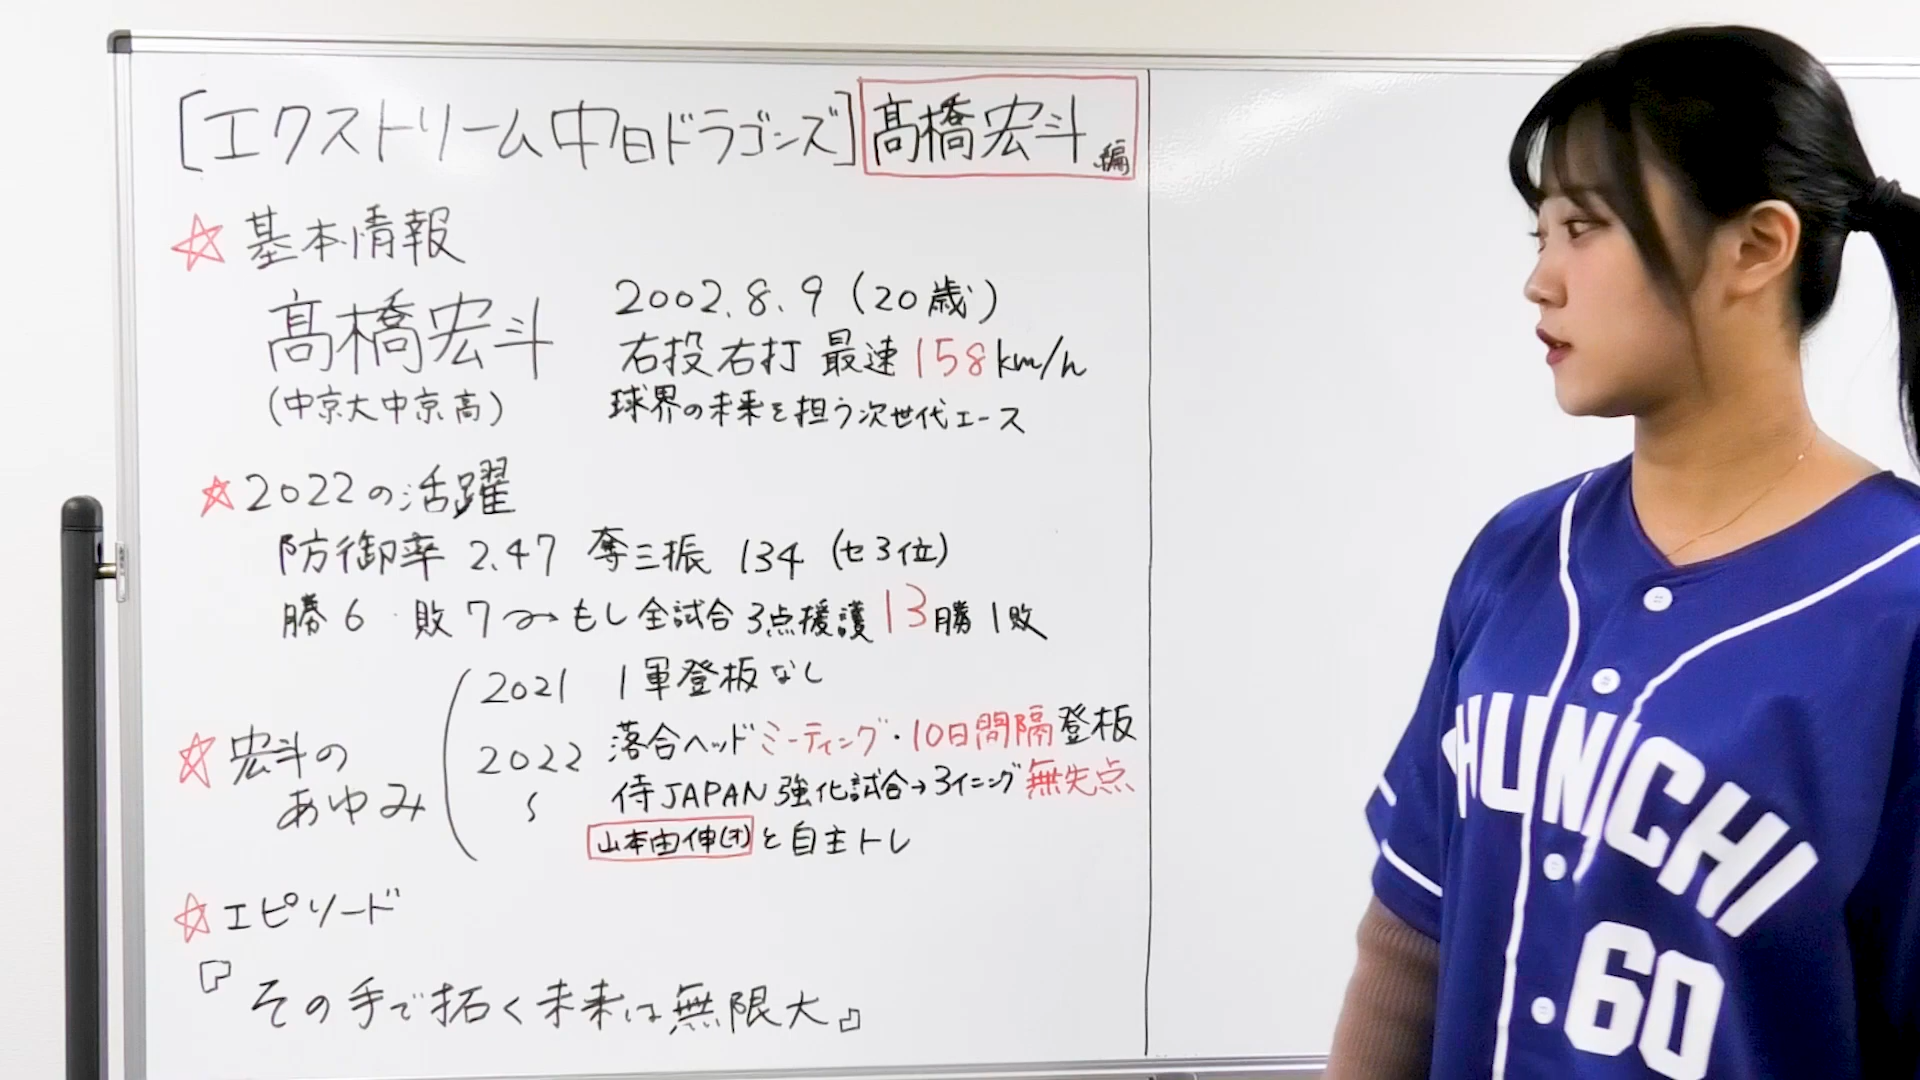 [エクストリーム中日ドラゴンズ]髙橋宏斗編
☆基本情報
髙橋宏斗
(中京大中京高)
2002.8.9(20歳)
右投右打 最速158km/h
球界の未来を担う次世代エース
☆2022の活躍
防御率 2.47 奪三振 134 (セ3位)
勝6 敗7 〜 もし全試合3点援護 13勝1敗
☆宏斗の
あゆみ
2021 1軍登板なし
2022 落合ヘッドミーティング・10日間隔登板
〜 侍JAPAN強化試合→3イニング無失点
山本由伸(オ)と自主トレ
☆エピソード
『その手で拓く未来は無限大』
HUNICHI
60